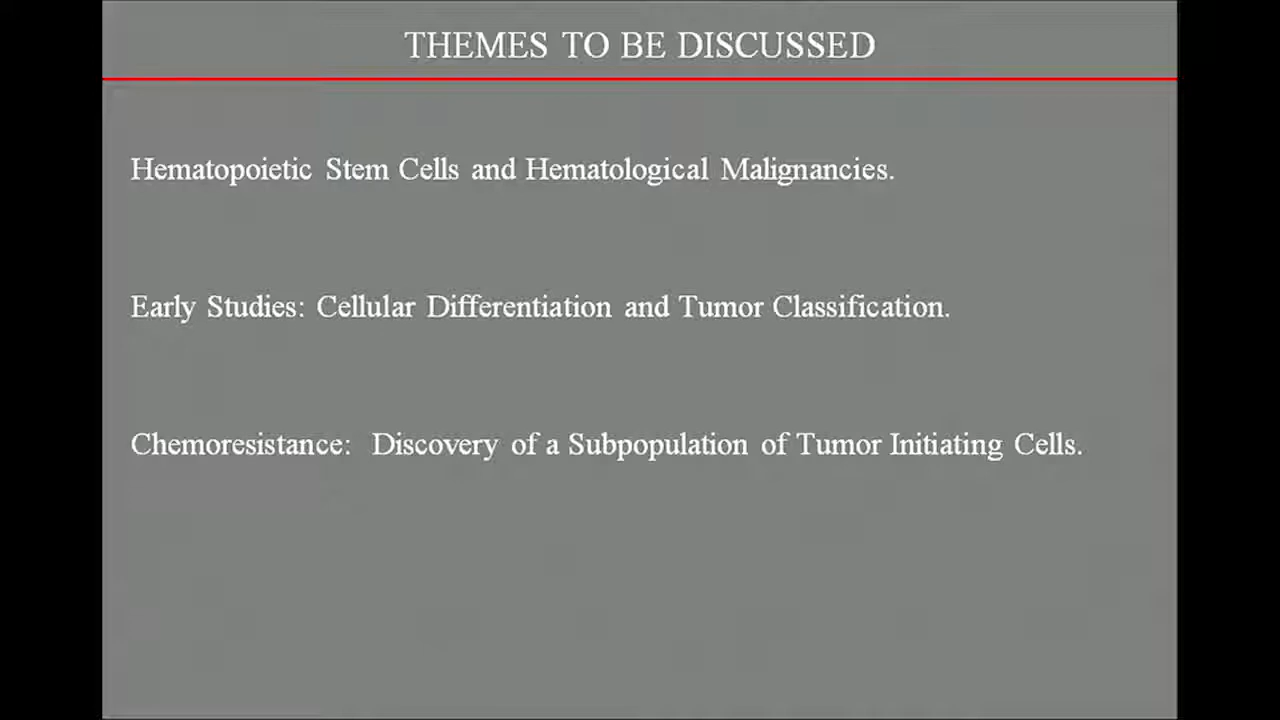 THEMES TO BE DISCUSSED
Hematopoietic Stem Cells and Hematological Malignancies.
Early Studies: Cellular Differentiation and Tumor Classification.
Chemoresistance: Discovery of a Subpopulation of Tumor Initiating Cells.